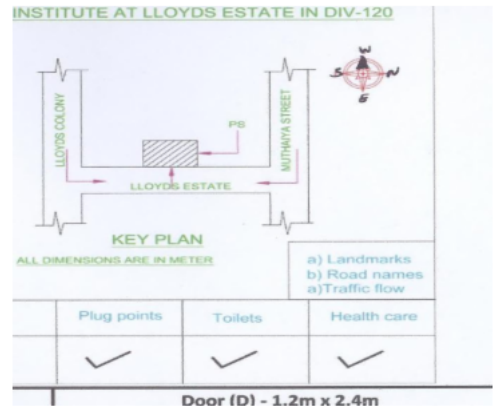 INSTITUTE AT LLOYDS ESTATE IN DIV-120
W
S N
E
LLOYDS COLONY
PS
MUTHAIYA STREET
LLOYDS ESTATE
KEY PLAN
ALL DIMENSIONS ARE IN METER
a) Landmarks
b) Road names
a)Traffic flow
Plug points Toilets Health care
Door (D) - 1.2m x 2.4m